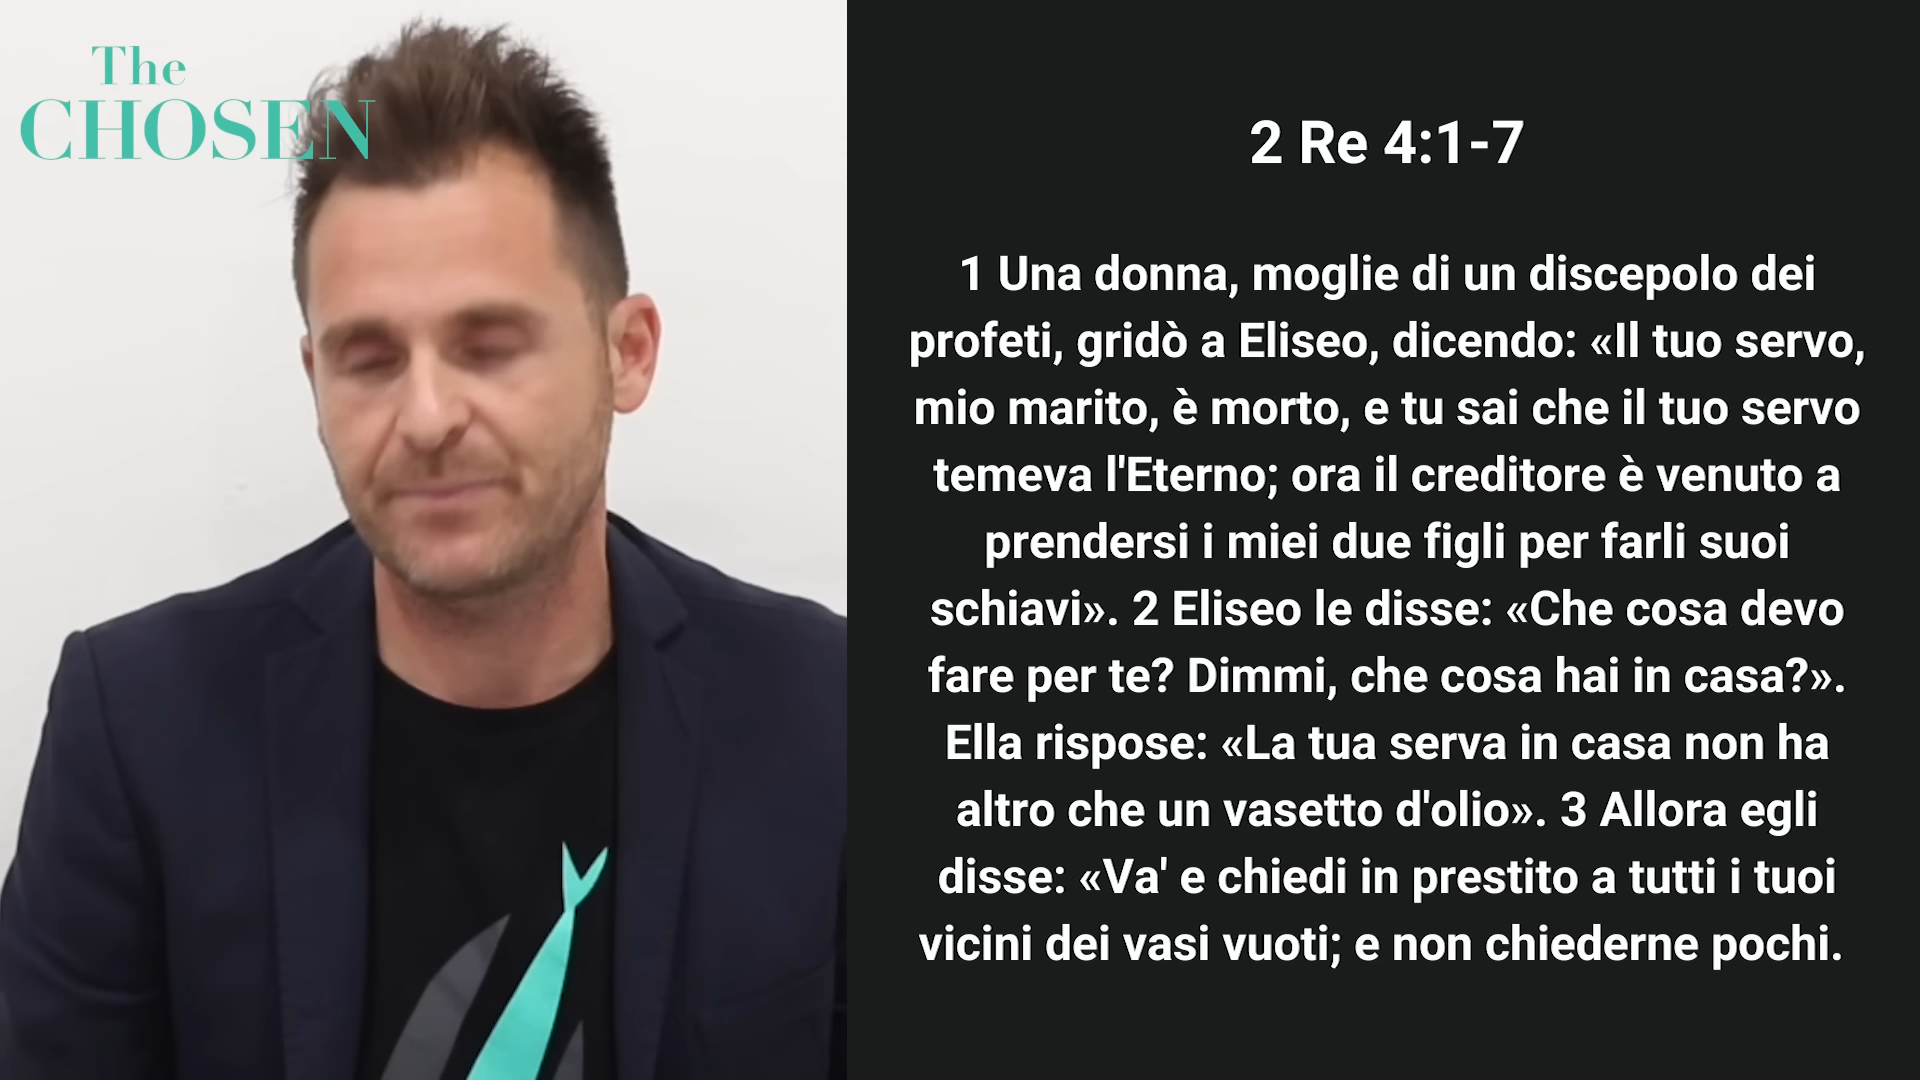 The
CHOSEN
2 Re 4:1-7
1 Una donna, moglie di un discepolo dei
profeti, gridò a Eliseo, dicendo: «Il tuo servo,
mio marito, è morto, e tu sai che il tuo servo
temeva l'Eterno; ora il creditore è venuto a
prendersi i miei due figli per farli suoi
schiavi». 2 Eliseo le disse: «Che cosa devo
fare per te? Dimmi, che cosa hai in casa?».
Ella rispose: «La tua serva in casa non ha
altro che un vasetto d'olio». 3 Allora egli
disse: «Va' e chiedi in prestito a tutti i tuoi
vicini dei vasi vuoti; e non chiederne pochi.